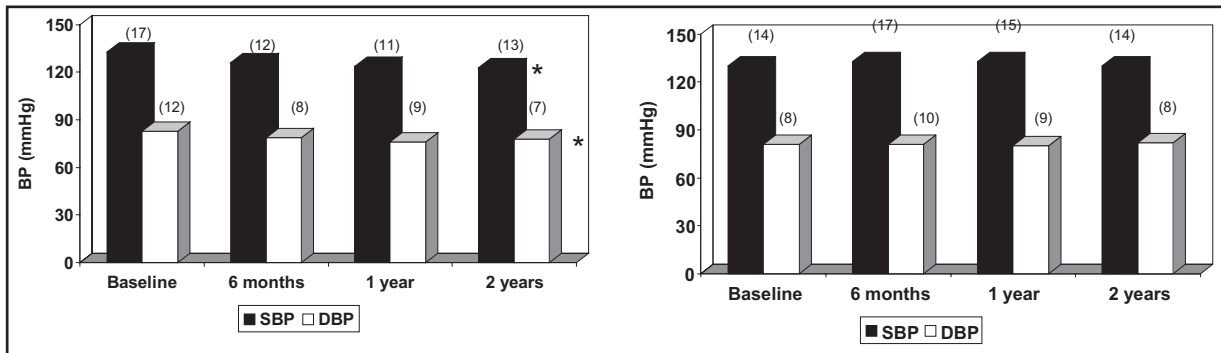 150
(17) (12) (11) (13)
120
*
(12) (8) (9) (7)
90
*
60
30
0
BP (mmHg)
Baseline 6 months 1 year 2 years
SBP DBP
(14) (17) (15) (14)
150
120
(8) (10) (9) (8)
90
60
30
0
BP (mmHg)
Baseline 6 months 1 year 2 years
SBP DBP